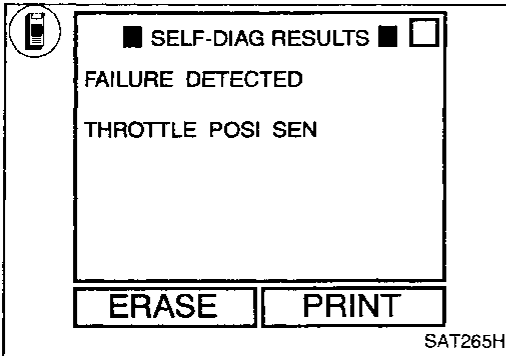 SELF-DIAG RESULTS
FAILURE DETECTED
THROTTLE POSI SEN
ERASE
PRINT
SAT265H